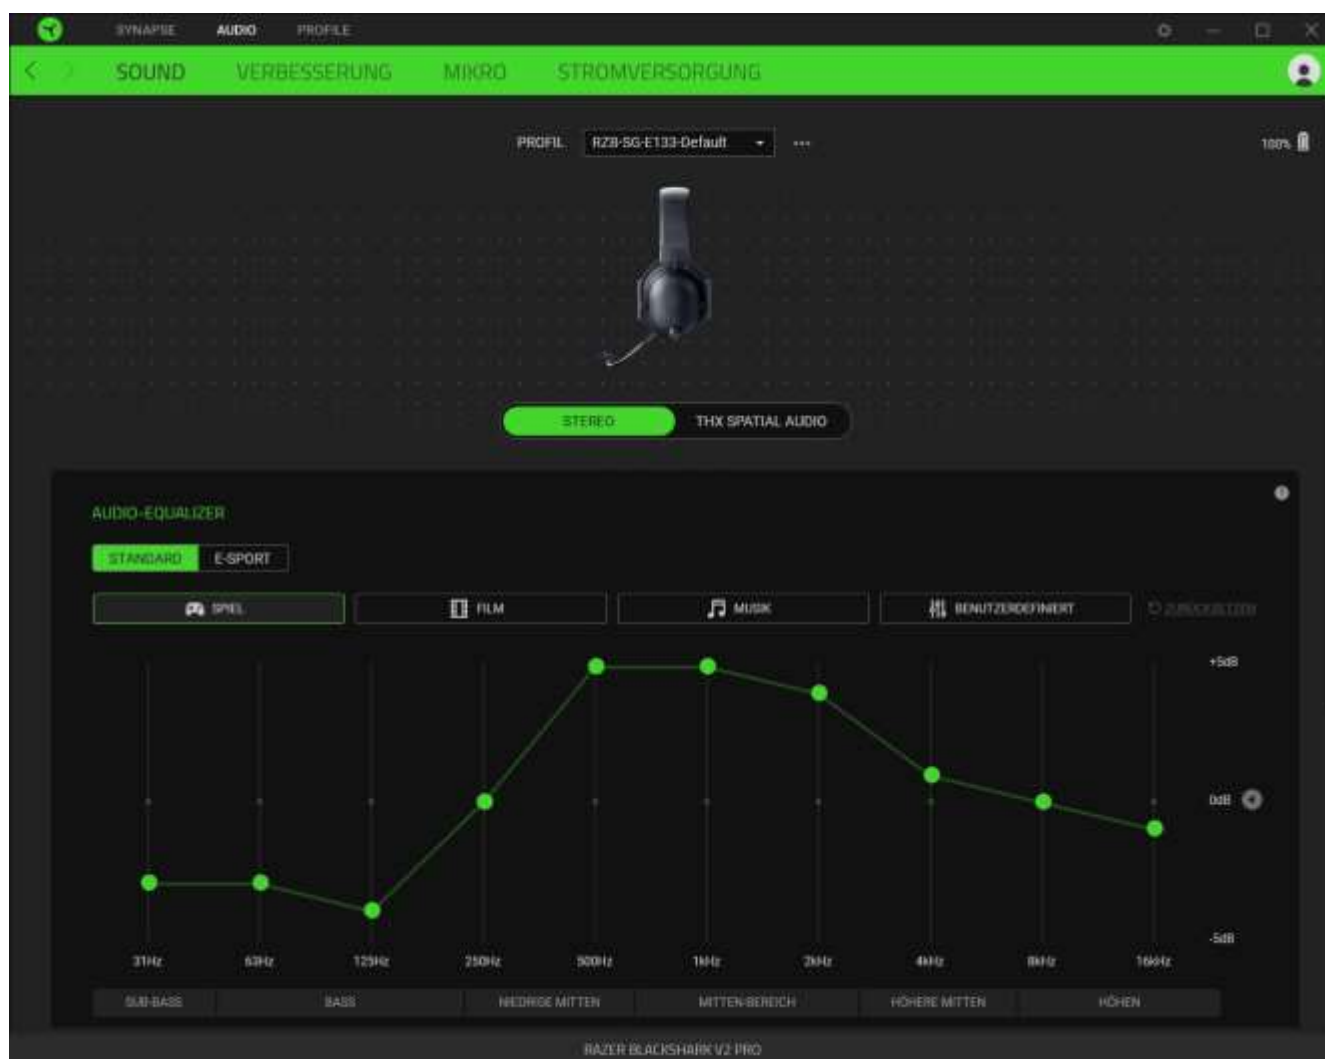 SYNAPSE AUDIO PROFILE
SOUND VERBESSERUNG MIKRO STROMVERSORGUNG
PROFIL RZB-SG-E133-Default ...
100%
STEREO THX SPATIAL AUDIO
AUDIO-EQUALIZER
STANDARD E-SPORT
SPIEL FILM MUSIK BENUTZERDEFINIERT ZURÜCKSETZEN
+5dB
0dB
-5dB
31Hz 63Hz 125Hz 250Hz 500Hz 1kHz 2kHz 4kHz 8kHz 16kHz
SUB-BASS BASS NIEDRIGE MITTEN MITTEN-BEREICH HÖHERE MITTEN HÖHEN
RAZER BLACKSHARK V2 PRO